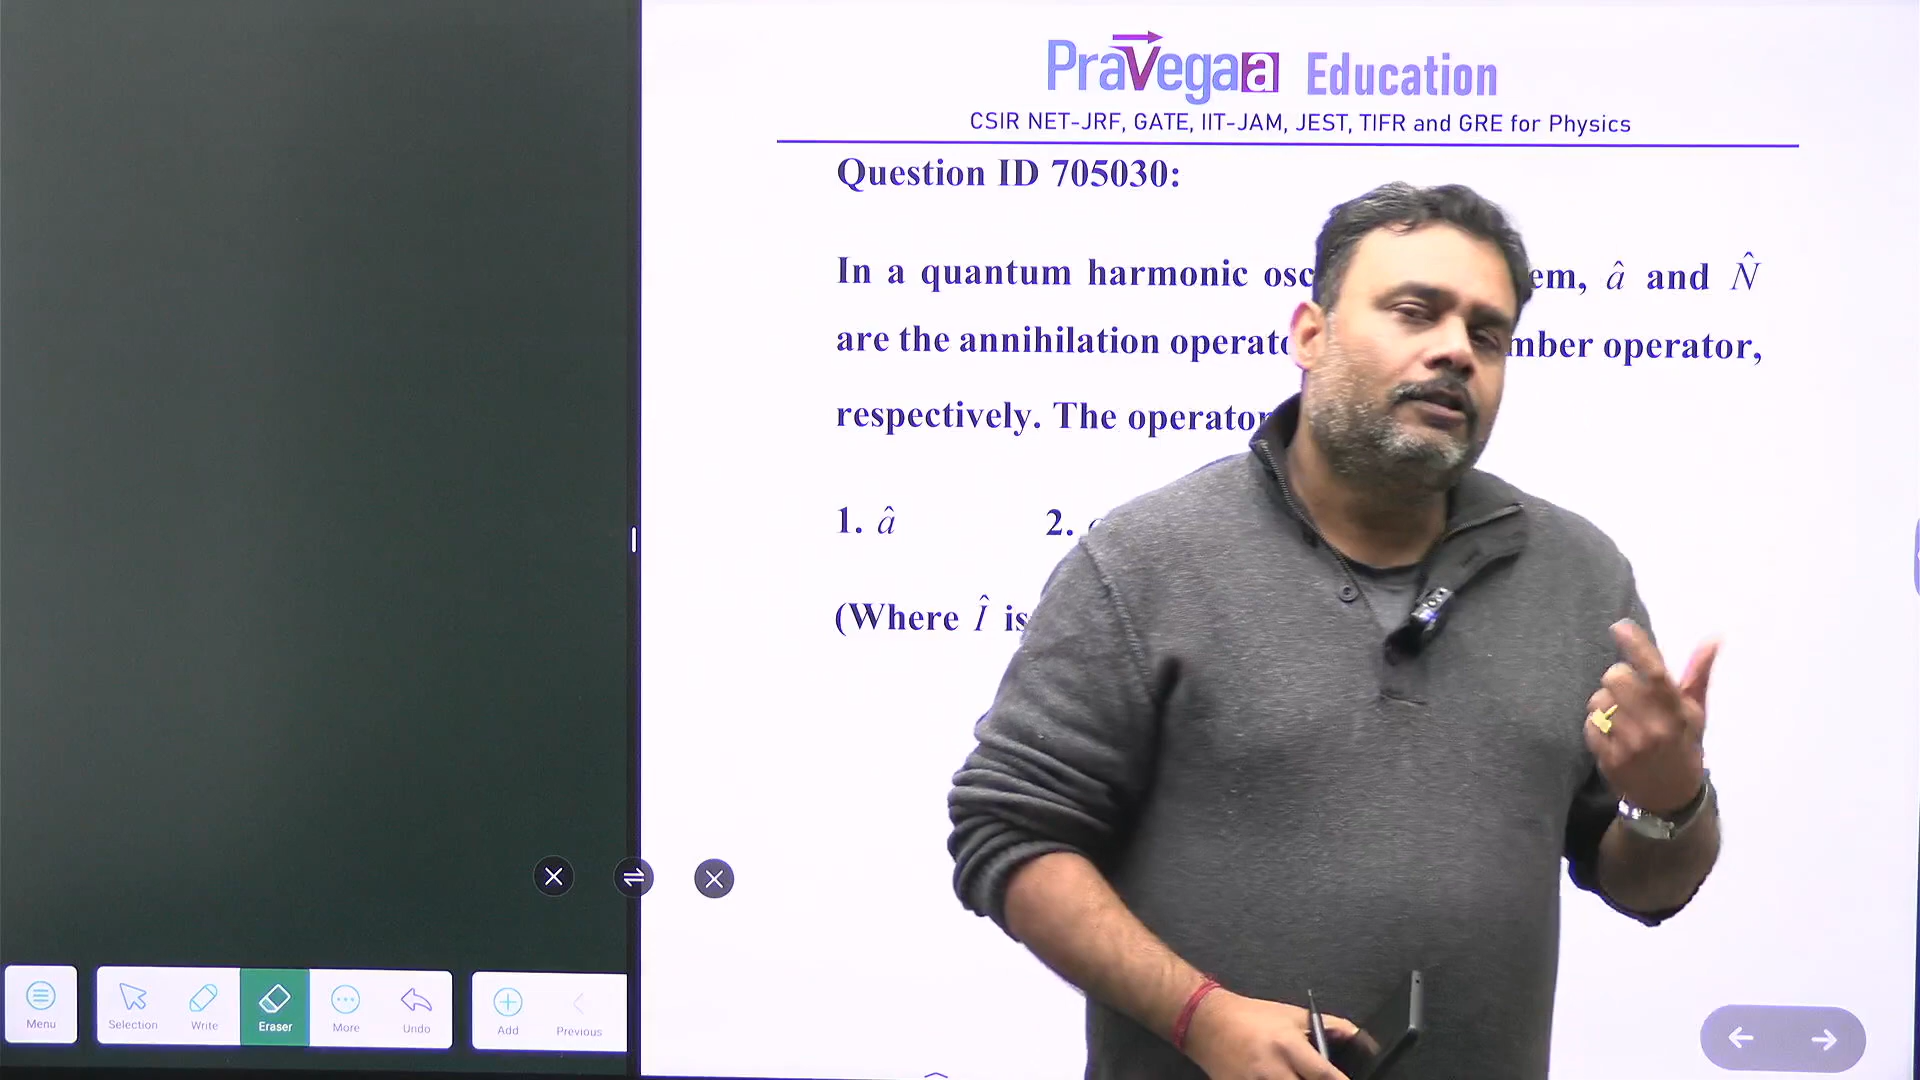 Pravegaa Education
CSIR NET-JRF, GATE, IIT-JAM, JEST, TIFR and GRE for Physics
Question ID 705030:
In a quantum harmonic osc em, â and N̂
are the annihilation operato mber operator,
respectively. The operator
1. â 2.
(Where Î is
Menu
Selection
Write
Eraser
More
Undo
Add
Previous